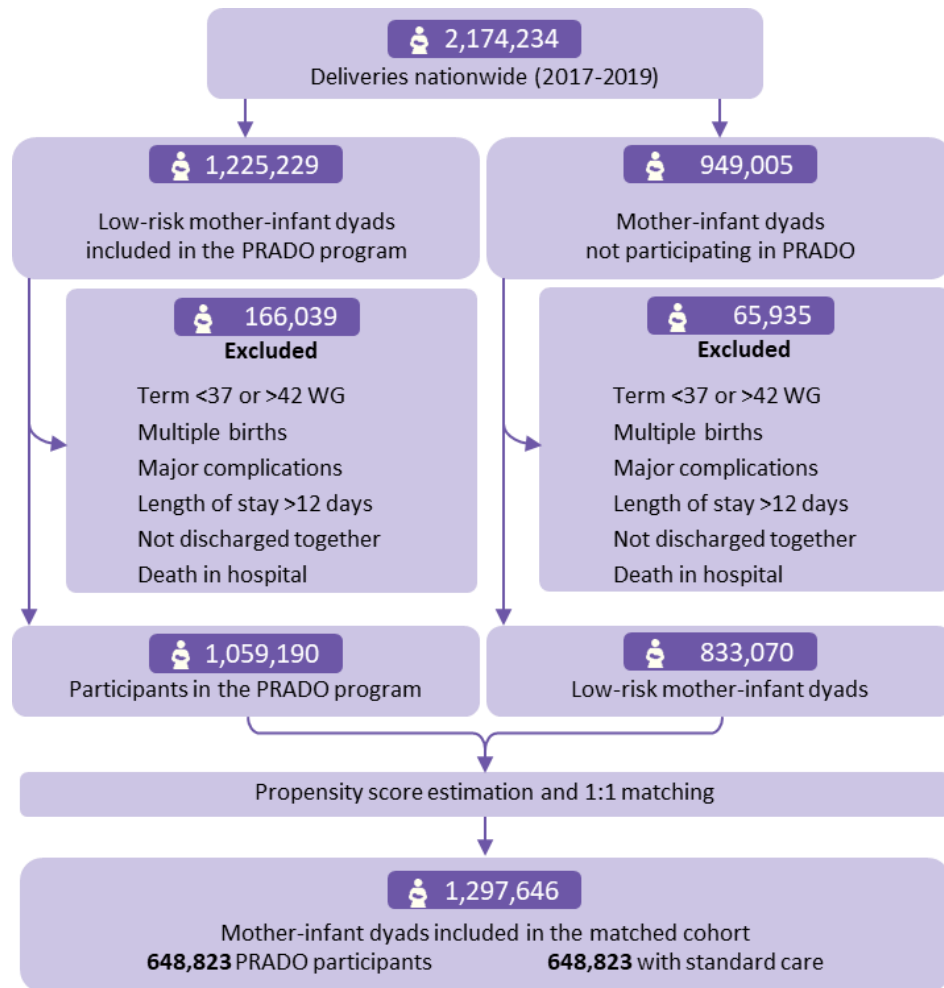 2,174,234
Deliveries nationwide (2017-2019)
1,225,229
Low-risk mother-infant dyads
included in the PRADO program
949,005
Mother-infant dyads
not participating in PRADO
166,039
Excluded
Term <37 or >42 WG
Multiple births
Major complications
Length of stay >12 days
Not discharged together
Death in hospital
65,935
Excluded
Term <37 or >42 WG
Multiple births
Major complications
Length of stay >12 days
Not discharged together
Death in hospital
1,059,190
Participants in the PRADO program
833,070
Low-risk mother-infant dyads
Propensity score estimation and 1:1 matching
1,297,646
Mother-infant dyads included in the matched cohort
648,823 PRADO participants 648,823 with standard care